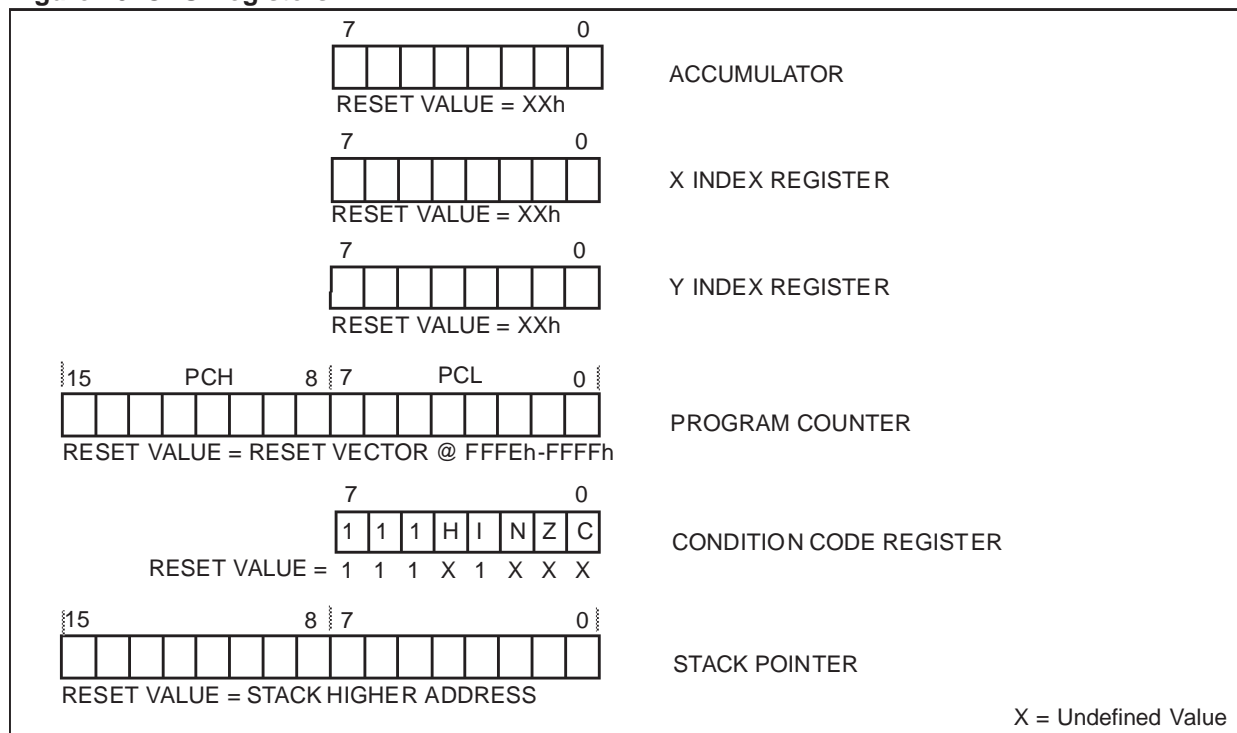 7 0
ACCUMULATOR
RESET VALUE = XXh
7 0
X INDEX REGISTER
RESET VALUE = XXh
7 0
Y INDEX REGISTER
RESET VALUE = XXh
15 PCH 8 7 PCL 0
PROGRAM COUNTER
RESET VALUE = RESET VECTOR @ FFFEh-FFFFh
7 0
1 1 1 H I N Z C
CONDITION CODE REGISTER
RESET VALUE = 1 1 1 X 1 X X X
15 8 7 0
STACK POINTER
RESET VALUE = STACK HIGHER ADDRESS
X = Undefined Value